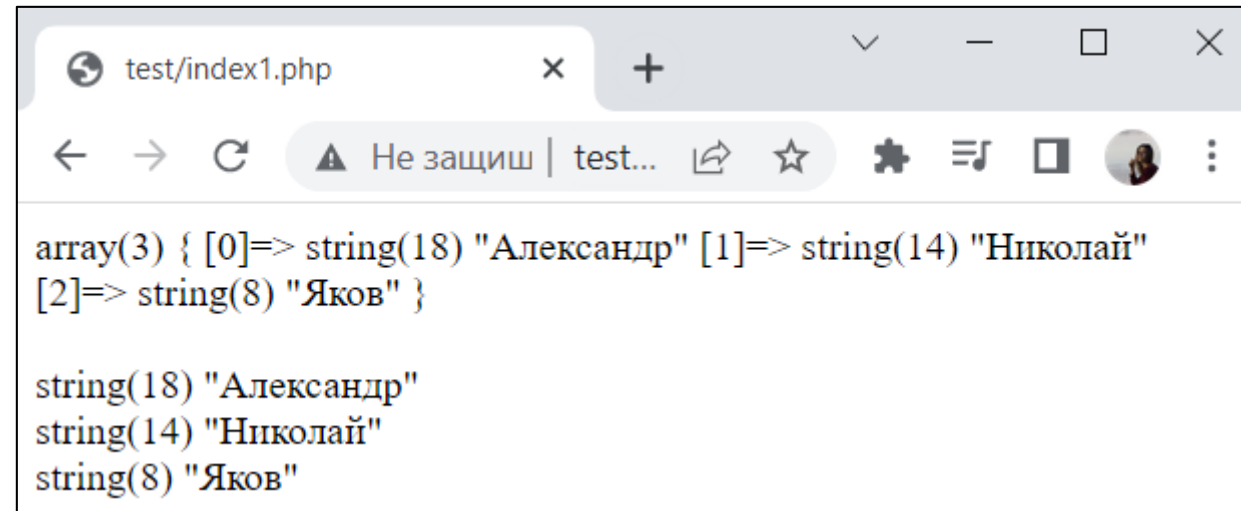 test/index1.php
Не защиш | test...
array(3) { [0]=> string(18) "Александр" [1]=> string(14) "Николай"
[2]=> string(8) "Яков" }
string(18) "Александр"
string(14) "Николай"
string(8) "Яков"